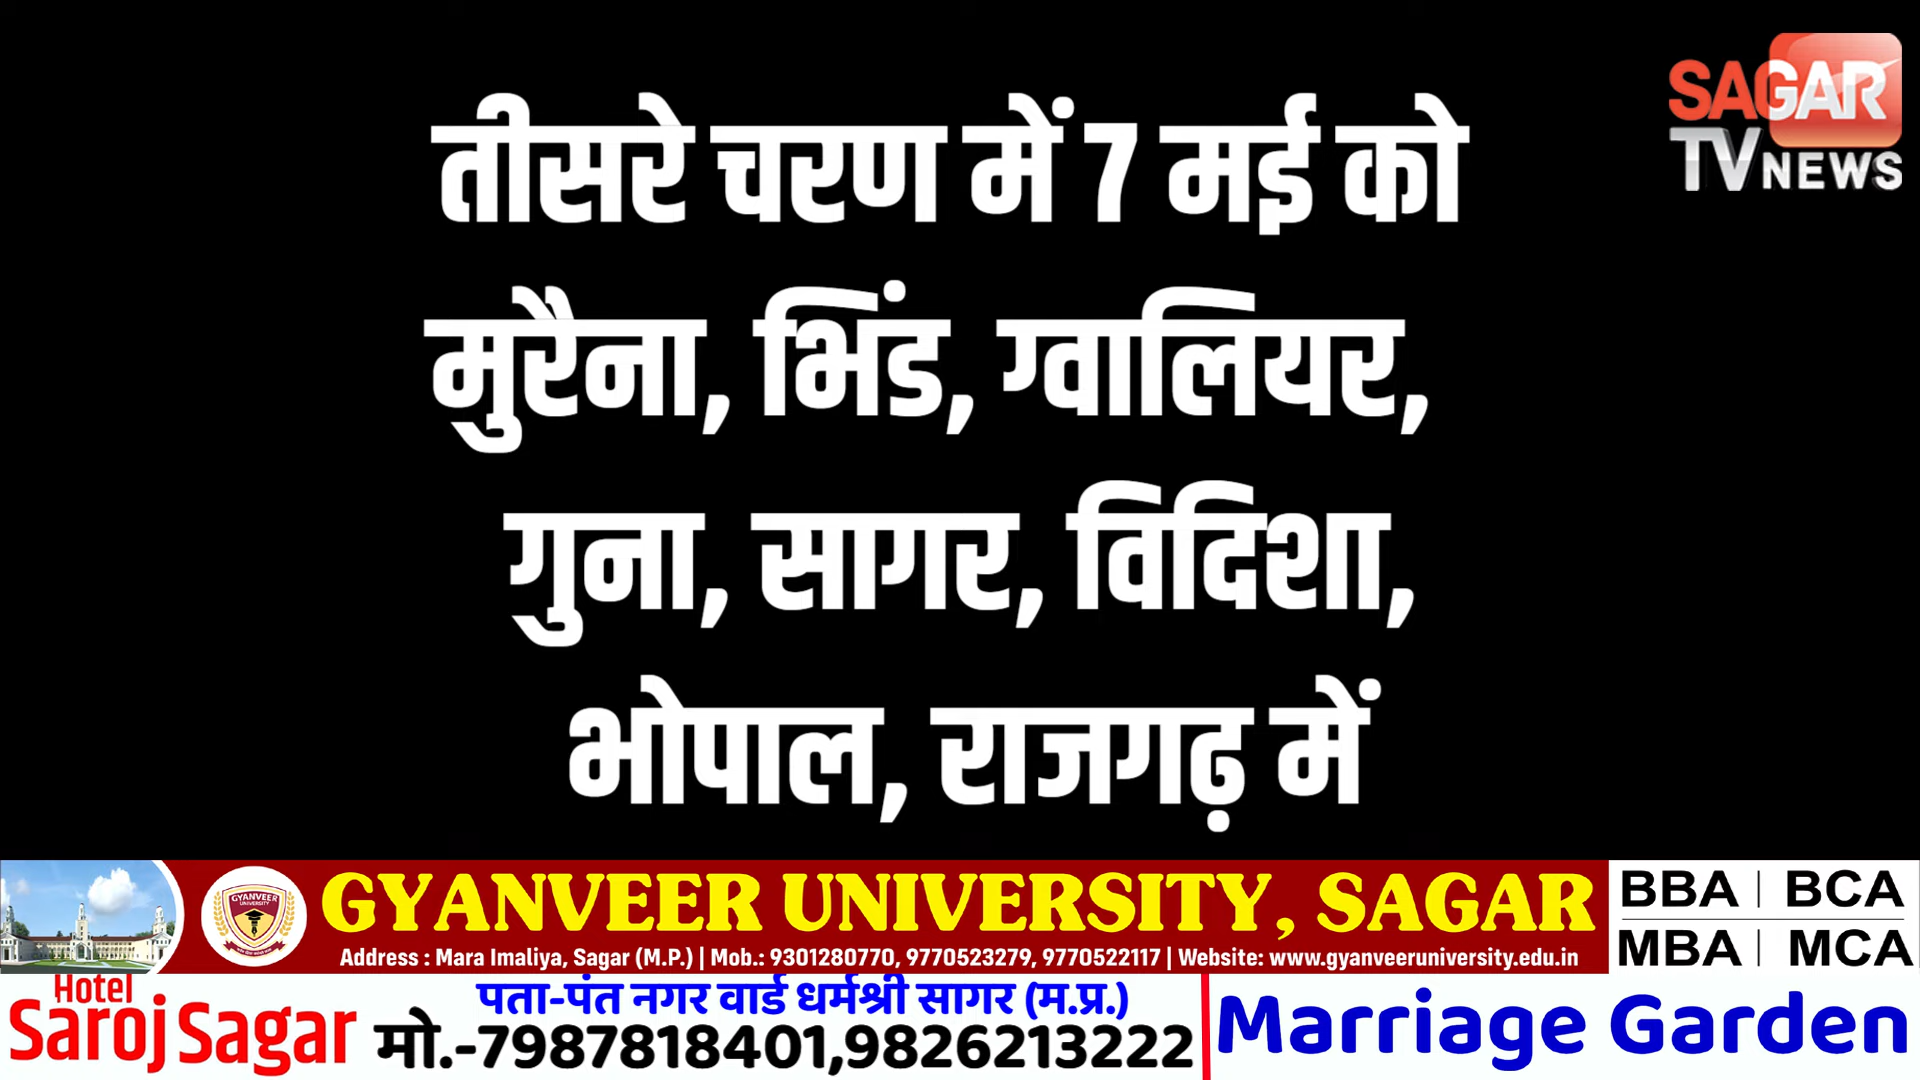 तीसरे चरण में 7 मई को
मुरैना, भिंड, ग्वालियर,
गुना, सागर, विदिशा,
भोपाल, राजगढ़ में
SAGAR
TV NEWS
GYANVEER
UNIVERSITY
GYANVEER UNIVERSITY, SAGAR
Address : Mara Imaliya, Sagar (M.P.) | Mob.: 9301280770, 9770523279, 9770522117 | Website: www.gyanveeruniversity.edu.in
BBA | BCA
MBA | MCA
Hotel
Saroj Sagar
पता-पंत नगर वार्ड धर्मश्री सागर (म.प्र.)
मो.-7987818401,9826213222
Marriage Garden